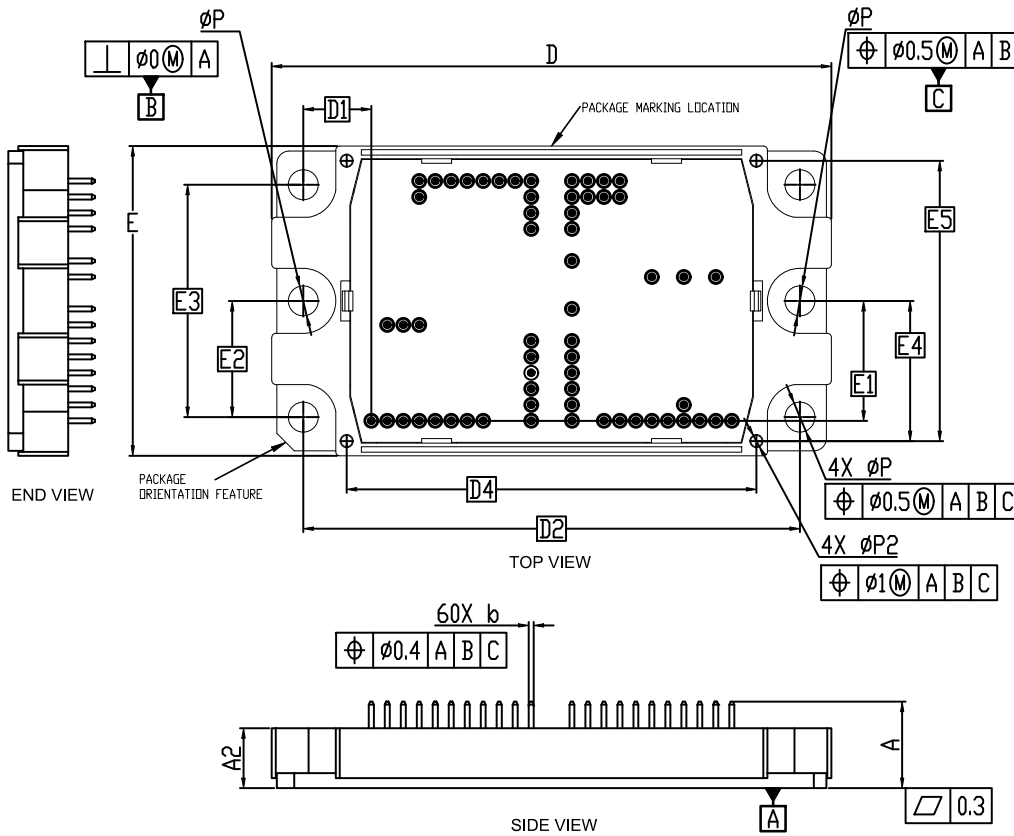 øP
⟂ ø0Ⓜ A
B
D
øP
⌖ ø0.5Ⓜ A B
C
D1
PACKAGE MARKING LOCATION
E
E3
E2
E5
E4
E1
END VIEW
PACKAGE
ORIENTATION FEATURE
D4
D2
TOP VIEW
4X øP
⌖ ø0.5Ⓜ A B C
4X øP2
⌖ ø1Ⓜ A B C
60X b
⌖ ø0.4 A B C
A2
A
A
⏥ 0.3
SIDE VIEW